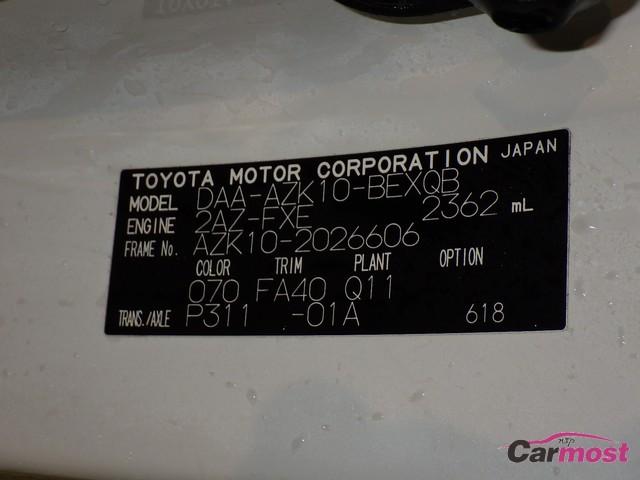 TOYOTA MOTOR CORPORATION JAPAN
MODEL DAA-AZK10-BEXQB
ENGINE 2AZ-FXE 2362 mL
FRAME No. AZK10-2026606
COLOR TRIM PLANT OPTION
070 FA40 Q11
TRANS./AXLE P311 -01A 618
Carmost